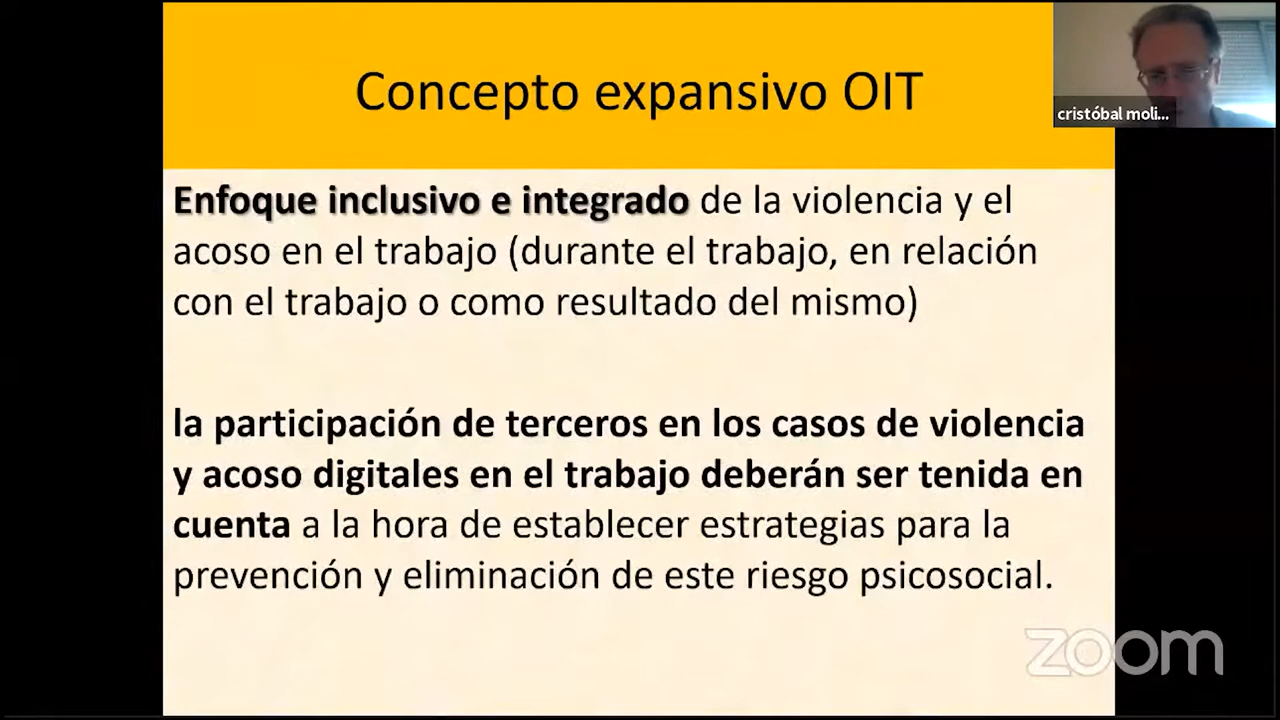 Concepto expansivo OIT
cristóbal moli...
Enfoque inclusivo e integrado de la violencia y el
acoso en el trabajo (durante el trabajo, en relación
con el trabajo o como resultado del mismo)
la participación de terceros en los casos de violencia
y acoso digitales en el trabajo deberán ser tenida en
cuenta a la hora de establecer estrategias para la
prevención y eliminación de este riesgo psicosocial.
zoom